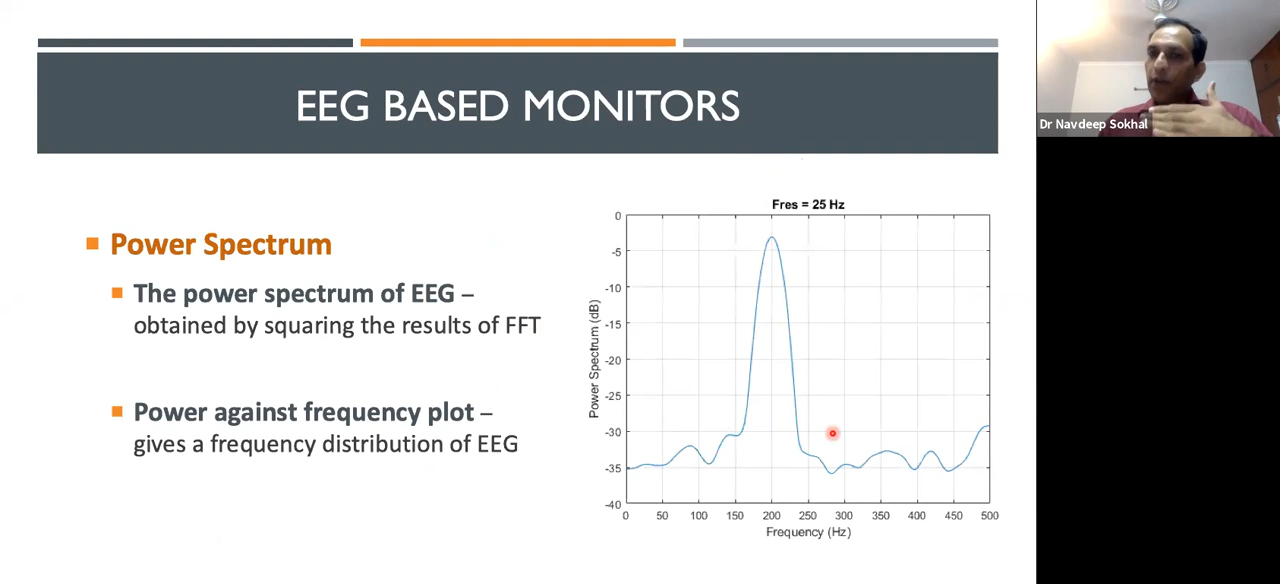 EEG BASED MONITORS
Dr Navdeep Sokhal
Power Spectrum
The power spectrum of EEG –
obtained by squaring the results of FFT
Power against frequency plot –
gives a frequency distribution of EEG
Fres = 25 Hz
Power Spectrum (dB)
0
-5
-10
-15
-20
-25
-30
-35
-40
0 50 100 150 200 250 300 350 400 450 500
Frequency (Hz)